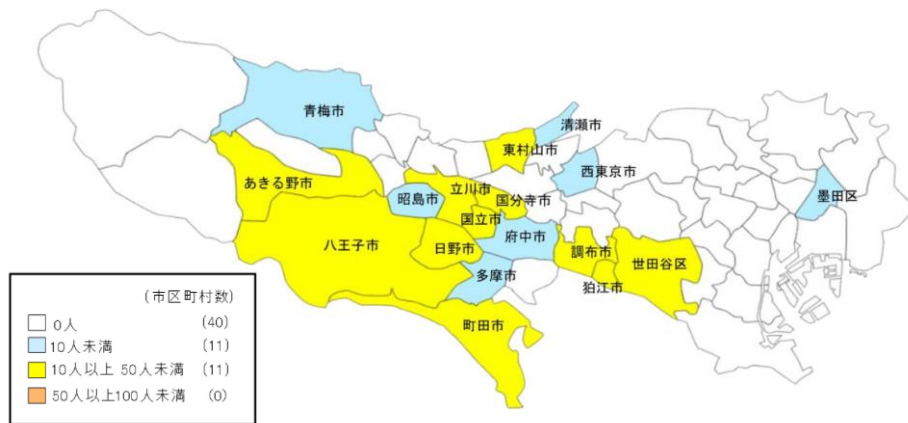 青梅市
清瀬市
東村山市
西東京市
あきる野市
立川市
墨田区
昭島市
国分寺市
国立市
八王子市
日野市
府中市
調布市
世田谷区
多摩市
狛江市
町田市
(市区町村数)
0人 (40)
10人未満 (11)
10人以上 50人未満 (11)
50人以上100人未満 (0)